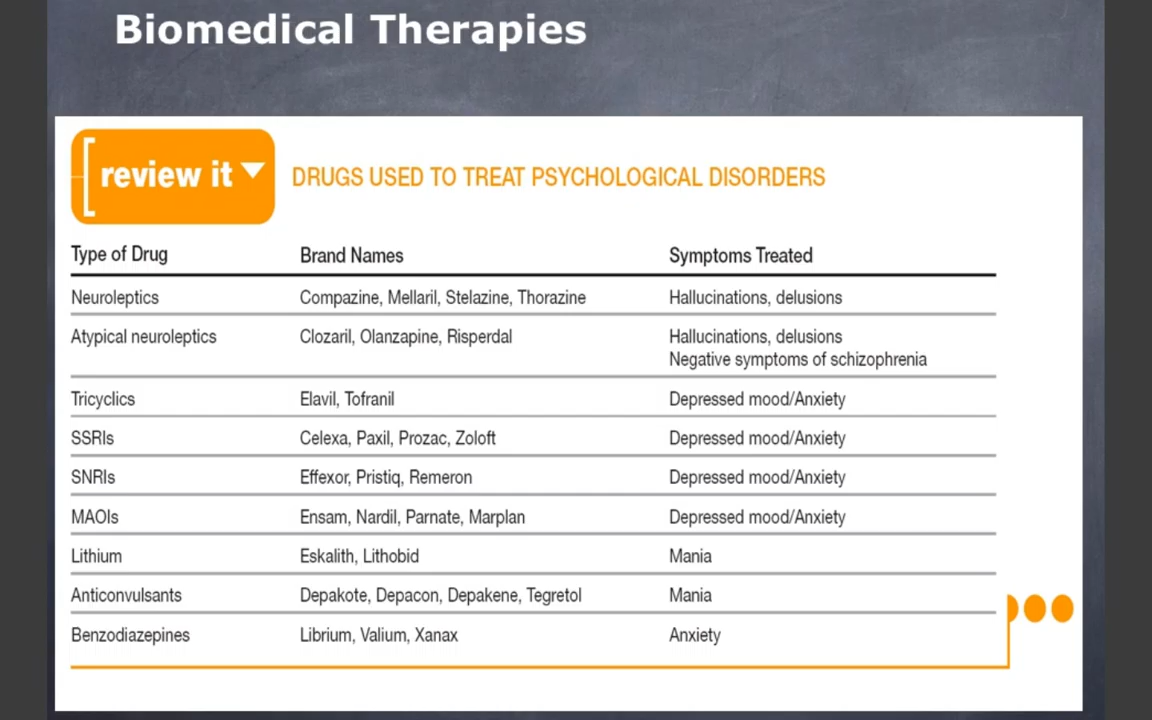 Biomedical Therapies
review it
DRUGS USED TO TREAT PSYCHOLOGICAL DISORDERS
Type of Drug Brand Names Symptoms Treated
Neuroleptics Compazine, Mellaril, Stelazine, Thorazine Hallucinations, delusions
Atypical neuroleptics Clozaril, Olanzapine, Risperdal Hallucinations, delusions
Negative symptoms of schizophrenia
Tricyclics Elavil, Tofranil Depressed mood/Anxiety
SSRIs Celexa, Paxil, Prozac, Zoloft Depressed mood/Anxiety
SNRIs Effexor, Pristiq, Remeron Depressed mood/Anxiety
MAOIs Ensam, Nardil, Parnate, Marplan Depressed mood/Anxiety
Lithium Eskalith, Lithobid Mania
Anticonvulsants Depakote, Depacon, Depakene, Tegretol Mania
Benzodiazepines Librium, Valium, Xanax Anxiety